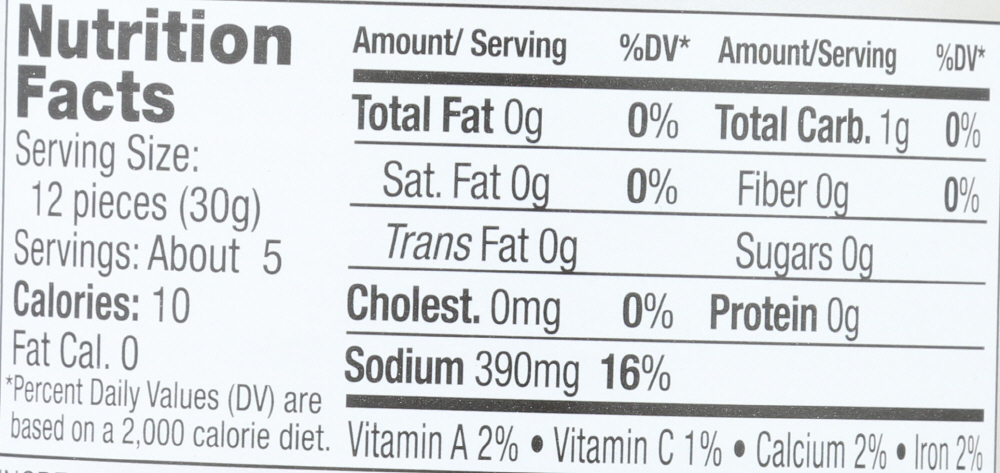 Nutrition
Facts
Serving Size:
12 pieces (30g)
Servings: About 5
Calories: 10
Fat Cal. 0
*Percent Daily Values (DV) are
based on a 2,000 calorie diet.
Amount/ Serving %DV* Amount/Serving %DV*
Total Fat 0g 0% Total Carb. 1g 0%
Sat. Fat 0g 0% Fiber 0g 0%
Trans Fat 0g Sugars 0g
Cholest. 0mg 0% Protein 0g
Sodium 390mg 16%
Vitamin A 2% • Vitamin C 1% • Calcium 2% • Iron 2%